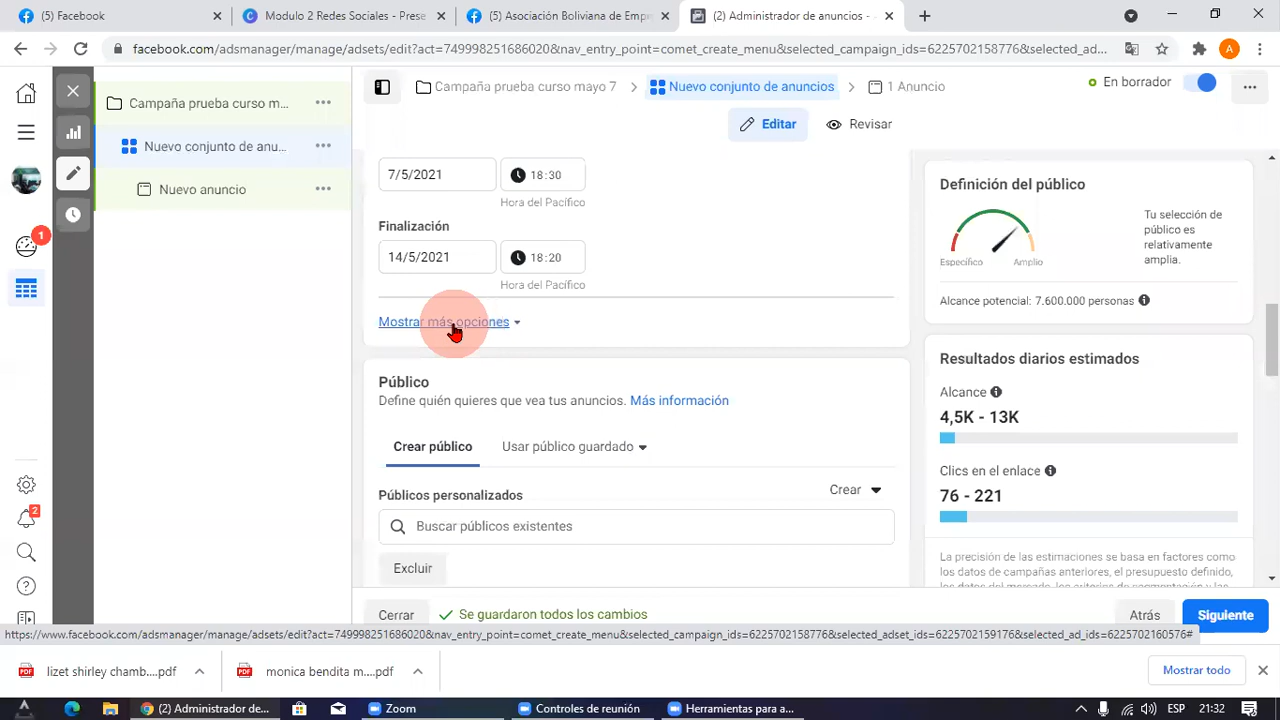 (5) Facebook
Modulo 2 Redes Sociales - Pres
(5) Asociación Boliviana de Empr
(2) Administrador de anuncios -
facebook.com/adsmanager/manage/adsets/edit?act=749998251686020&nav_entry_point=comet_create_menu&selected_campaign_ids=6225702158776&selected_ad...
A
Campaña prueba curso m...
Nuevo conjunto de anu...
Nuevo anuncio
Campaña prueba curso mayo 7 > Nuevo conjunto de anuncios > 1 Anuncio
En borrador
Editar
Revisar
7/5/2021
18:30
Hora del Pacífico
Finalización
14/5/2021
18:20
Hora del Pacífico
Mostrar más opciones
Público
Define quién quieres que vea tus anuncios. Más información
Crear público
Usar público guardado
Públicos personalizados
Crear
Buscar públicos existentes
Excluir
Definición del público
Tu selección de
público es
relativamente
amplia.
Específico
Amplio
Alcance potencial: 7.600.000 personas
Resultados diarios estimados
Alcance
4,5K - 13K
Clics en el enlace
76 - 221
La precisión de las estimaciones se basa en factores como
los datos de campañas anteriores, el presupuesto definido,
1
2
Cerrar
Se guardaron todos los cambios
Atrás
Siguiente
https://www.facebook.com/adsmanager/manage/adsets/edit?act=749998251686020&nav_entry_point=comet_create_menu&selected_campaign_ids=6225702158776&selected_adset_ids=6225702159176&selected_ad_ids=6225702160576#
lizet shirley chamb....pdf
monica bendita m....pdf
Mostrar todo
(2) Administrador de...
Zoom
Controles de reunión
Herramientas para a...
ESP
21:32